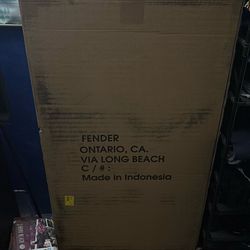 FENDER
ONTARIO, CA.
VIA LONG BEACH
C / # :
Made in Indonesia